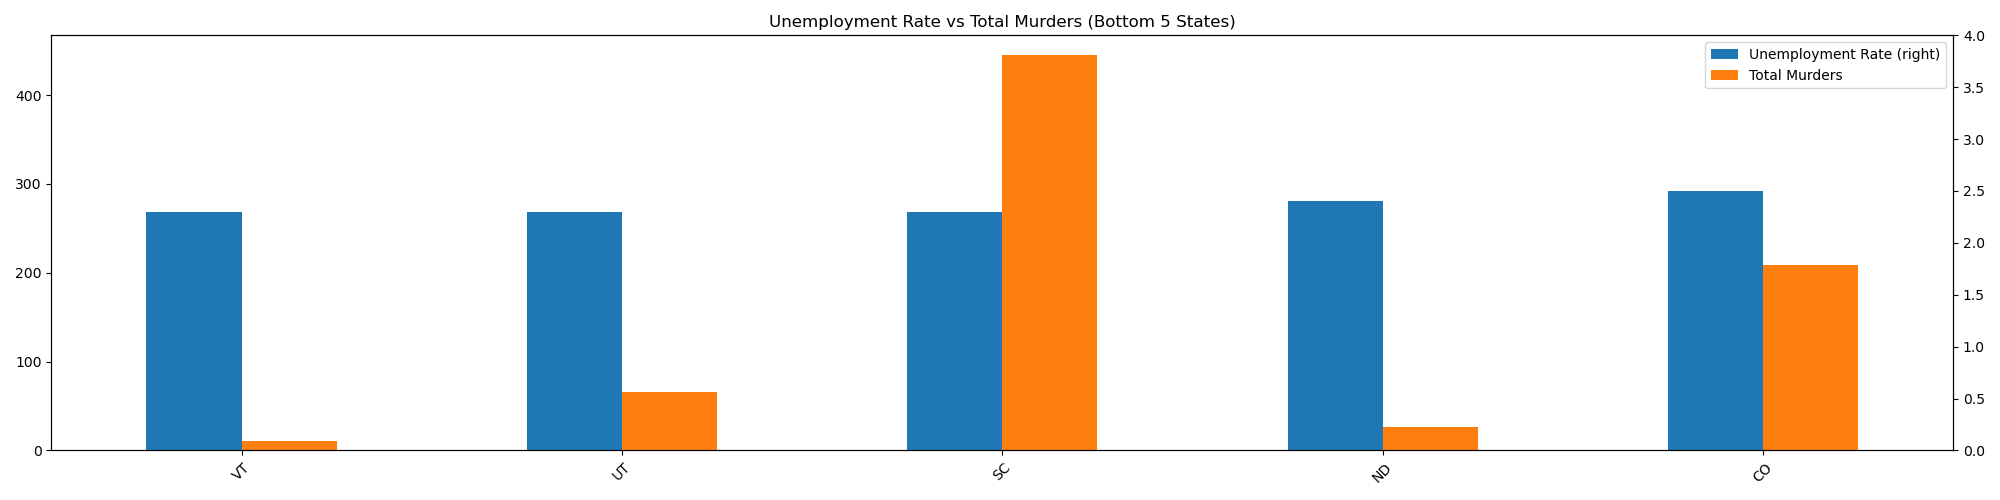 Unemployment Rate vs Total Murders (Bottom 5 States)
Unemployment Rate (right)
Total Murders
400
300
200
100
0
4.0
3.5
3.0
2.5
2.0
1.5
1.0
0.5
0.0
VT
UT
SC
ND
CO